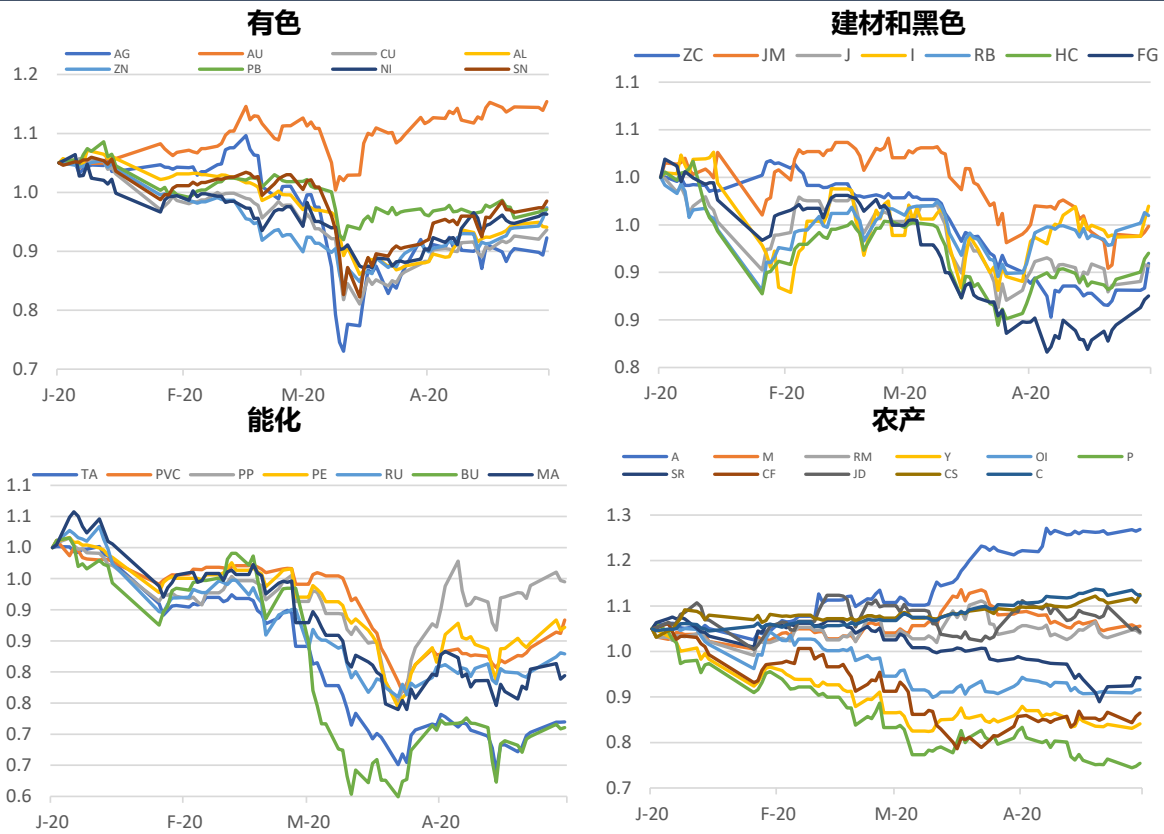 有色
AG AU CU AL
ZN PB NI SN
1.2
1.1
1.0
0.9
0.8
0.7
J-20 F-20 M-20 A-20
建材和黑色
ZC JM J I RB HC FG
1.1
1.1
1.0
1.0
0.9
0.9
0.8
J-20 F-20 M-20 A-20
能化
TA PVC PP PE RU BU MA
1.1
1.1
1.0
1.0
0.9
0.9
0.8
0.8
0.7
0.7
0.6
J-20 F-20 M-20 A-20
农产
A M RM Y OI P
SR CF JD CS C
1.3
1.2
1.1
1.0
0.9
0.8
0.7
J-20 F-20 M-20 A-20